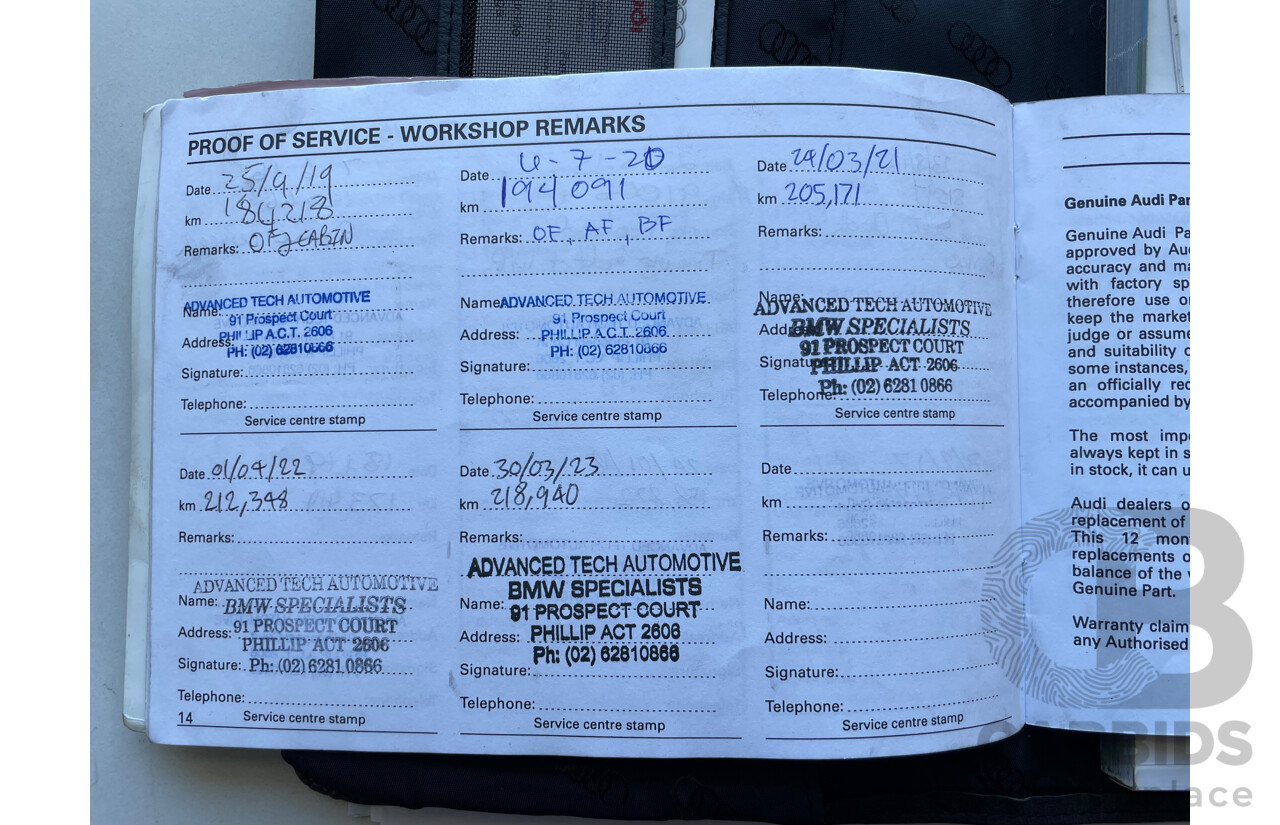 PROOF OF SERVICE - WORKSHOP REMARKS
Date 25/9/19
km 184218
Remarks: OF, CABIN
ADVANCED TECH AUTOMOTIVE
Name:
91 Prospect Court
PHILLIP A.C.T. 2606
Address:
PH: (02) 62810866
Signature:
Telephone:
Service centre stamp
Date 6-7-20
km 194091
Remarks: OF, AF, BF
Name: ADVANCED TECH AUTOMOTIVE
91 Prospect Court
Address: PHILLIP A.C.T. 2606
PH: (02) 62810866
Signature:
Telephone:
Service centre stamp
Date 24/03/21
km 205,171
Remarks:
Name:
ADVANCED TECH AUTOMOTIVE
Address: BMW SPECIALISTS
91 PROSPECT COURT
Signature: PHILLIP ACT 2606
Telephone: Ph: (02) 6281 0866
Service centre stamp
Date 01/04/22
km 212,348
Remarks:
ADVANCED TECH AUTOMOTIVE
Name: BMW SPECIALISTS
Address: 91 PROSPECT COURT
PHILLIP ACT 2606
Signature: Ph: (02) 6281 0866
Telephone:
Service centre stamp
14
Date 30/03/23
km 218,940
Remarks:
ADVANCED TECH AUTOMOTIVE
BMW SPECIALISTS
Name: 91 PROSPECT COURT
Address: PHILLIP ACT 2606
Ph: (02) 62810866
Signature:
Telephone:
Service centre stamp
Date
km
Remarks:
Name:
Address:
Signature:
Telephone:
Service centre stamp
Genuine Audi Par
Genuine Audi Pa
approved by Au
accuracy and ma
with factory sp
therefore use o
keep the market
judge or assume
and suitability
some instances,
an officially rec
accompanied by
The most imp
always kept in s
in stock, it can u
Audi dealers o
replacement of
This 12 mon
replacements o
balance of the
Genuine Part.
Warranty claim
any Authorised